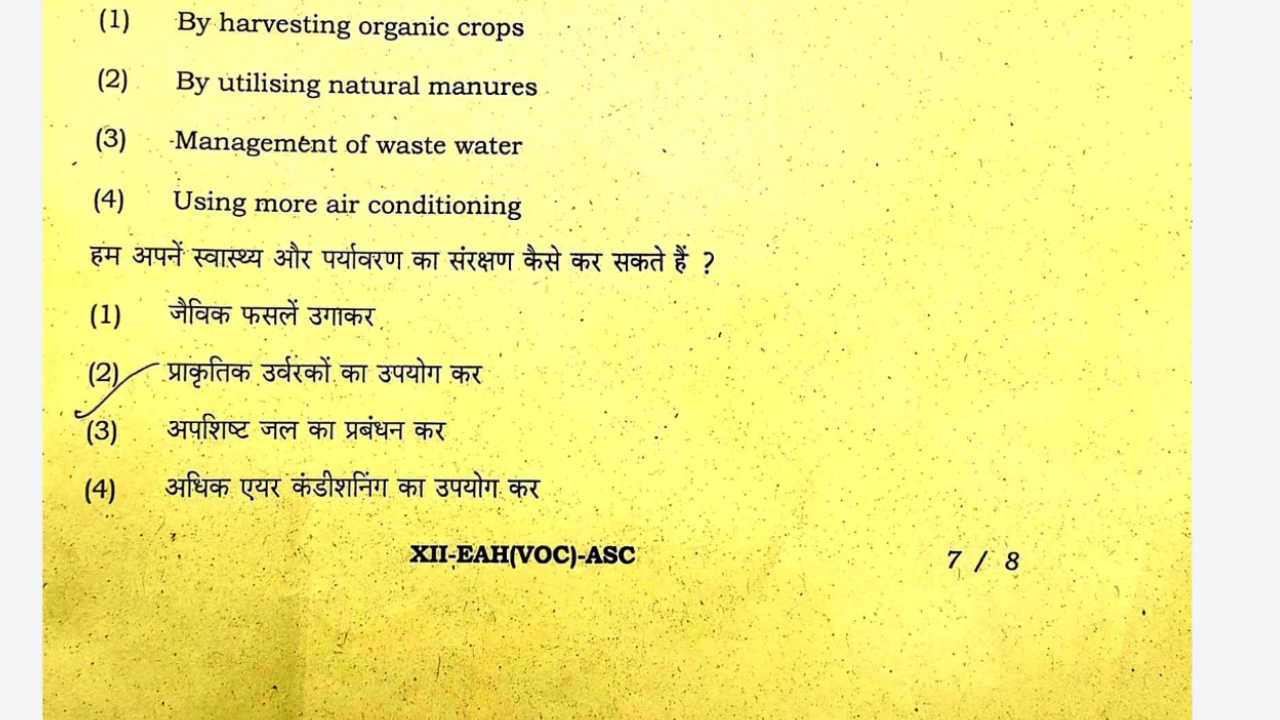 (1) By harvesting organic crops
(2) By utilising natural manures
(3) Management of waste water
(4) Using more air conditioning
हम अपनें स्वास्थ्य और पर्यावरण का संरक्षण कैसे कर सकते हैं ?
(1) जैविक फसलें उगाकर
(2) प्राकृतिक उर्वरकों का उपयोग कर
(3) अपशिष्ट जल का प्रबंधन कर
(4) अधिक एयर कंडीशनिंग का उपयोग कर
XII-EAH(VOC)-ASC 7 / 8